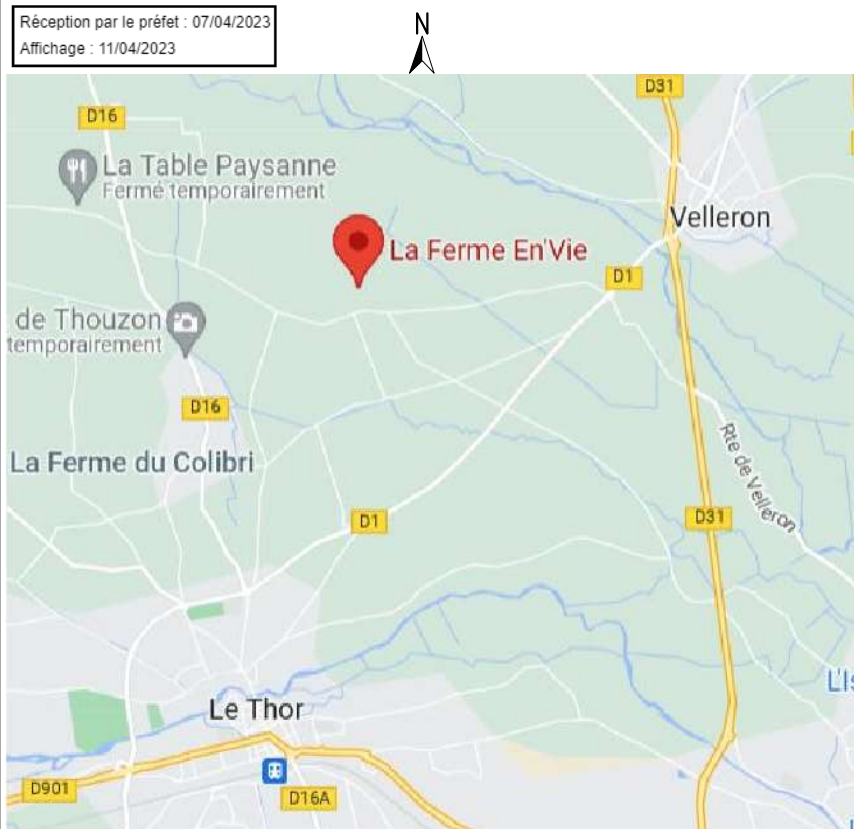 Réception par le préfet : 07/04/2023
Affichage : 11/04/2023
N
D31
D16
La Table Paysanne
Fermé temporairement
Velleron
La Ferme En'Vie
D1
de Thouzon
temporairement
D16
La Ferme du Colibri
Rte de Velleron
D1
D31
L'Is
Le Thor
D901
D16A